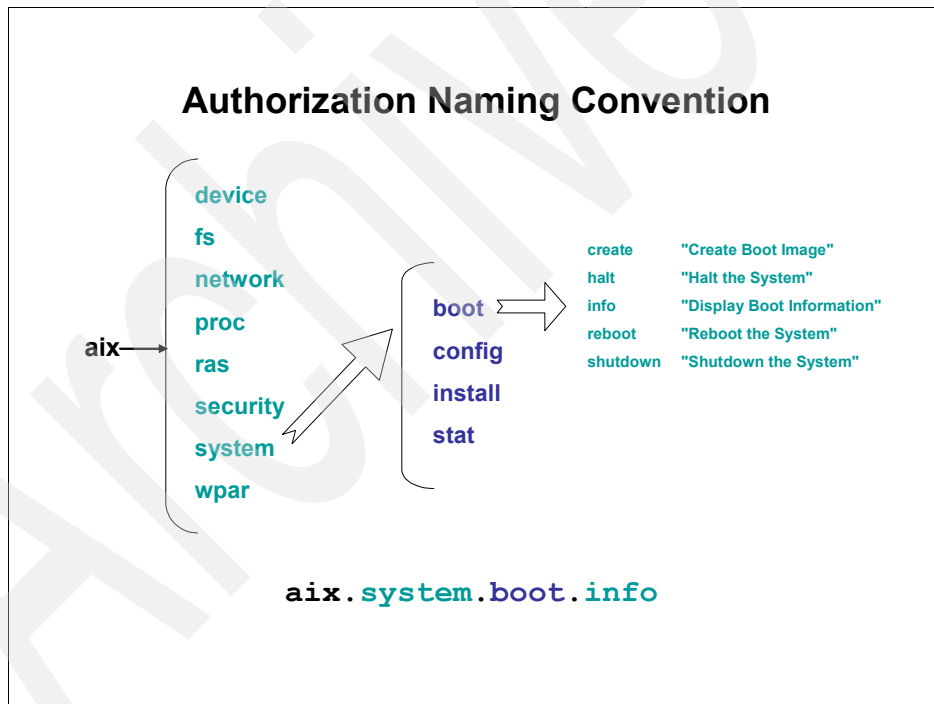 Authorization Naming Convention
aix
device
fs
network
proc
ras
security
system
wpar
boot
config
install
stat
create "Create Boot Image"
halt "Halt the System"
info "Display Boot Information"
reboot "Reboot the System"
shutdown "Shutdown the System"
aix.system.boot.info
Archive